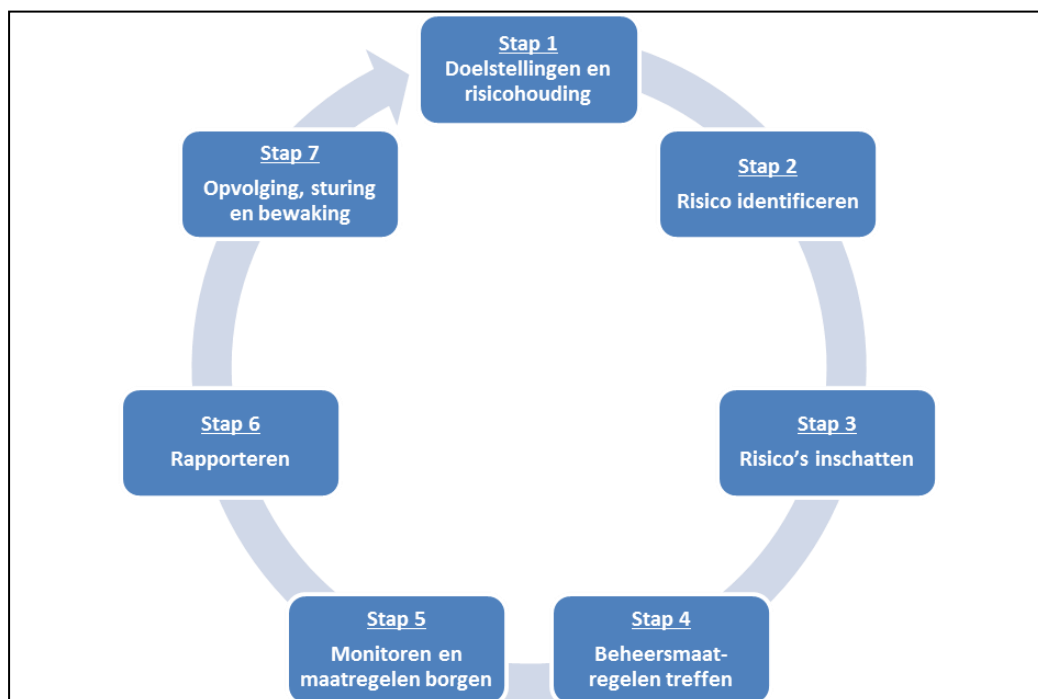 Stap 1
Doelstellingen en
risicohouding
Stap 2
Risico identificeren
Stap 3
Risico's inschatten
Stap 4
Beheersmaat-
regelen treffen
Stap 5
Monitoren en
maatregelen borgen
Stap 6
Rapporteren
Stap 7
Opvolging, sturing
en bewaking